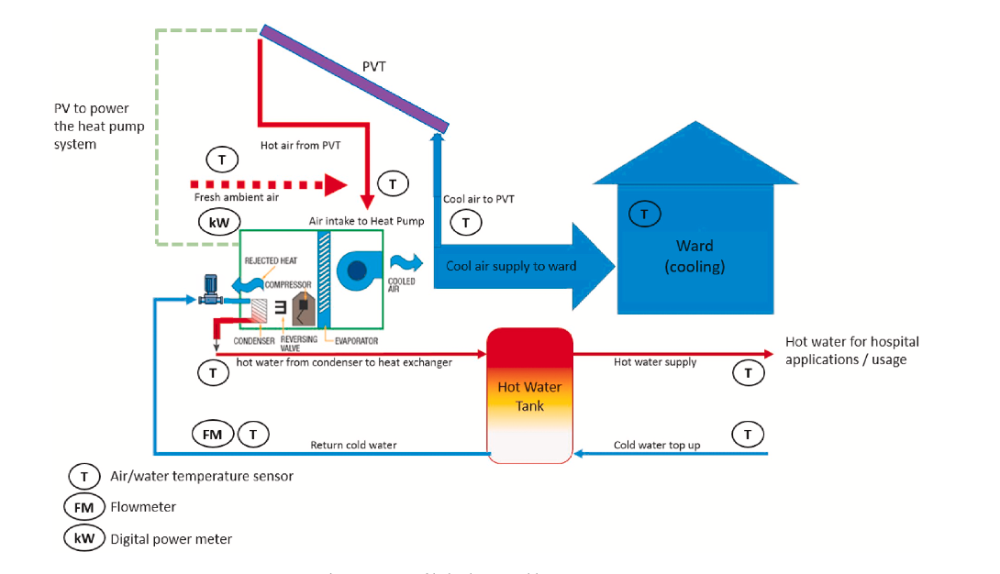 PVT
PV to power
the heat pump
system
Hot air from PVT
T
T
Fresh ambient air
Cool air to PVT
T
T
kW
Air intake to Heat Pump
Ward
(cooling)
REJECTED HEAT
COMPRESSOR
COOLED
AIR
Cool air supply to ward
CONDENSER
REVERSING
VALVE
EVAPORATOR
Hot water for hospital
applications / usage
hot water from condenser to heat exchanger
Hot water supply
T
T
Hot Water
Tank
FM
T
T
Return cold water
Cold water top up
T
Air/water temperature sensor
FM
Flowmeter
kW
Digital power meter